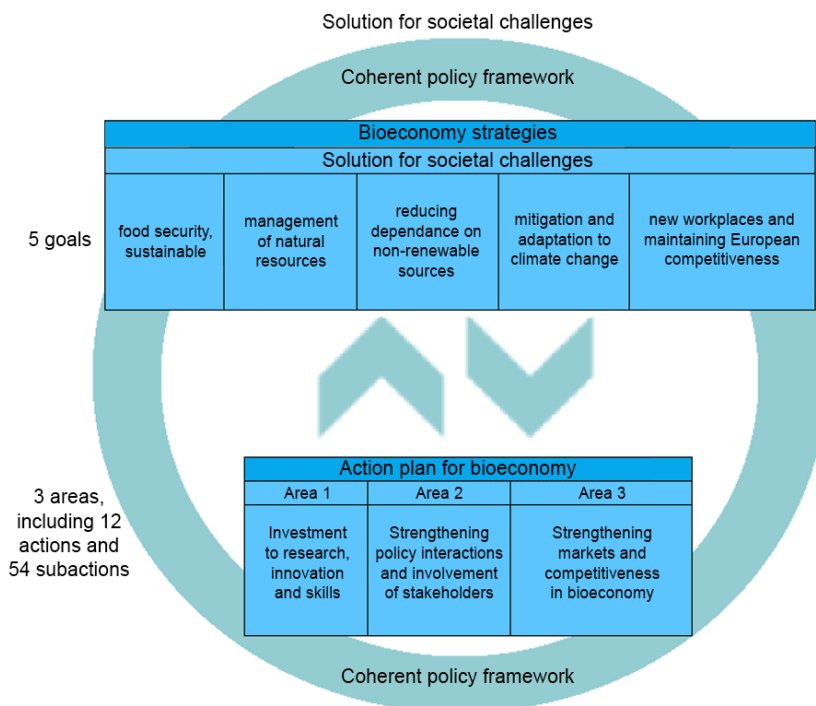 Solution for societal challenges
Coherent policy framework
Bioeconomy strategies
Solution for societal challenges
5 goals
food security,
sustainable
management
of natural
resources
reducing
dependance on
non-renewable
sources
mitigation and
adaptation to
climate change
new workplaces and
maintaining European
competitiveness
3 areas,
including 12
actions and
54 subactions
Action plan for bioeconomy
Area 1
Area 2
Area 3
Investment
to research,
innovation
and skills
Strengthening
policy interactions
and involvement
of stakeholders
Strengthening
markets and
competitiveness
in bioeconomy
Coherent policy framework